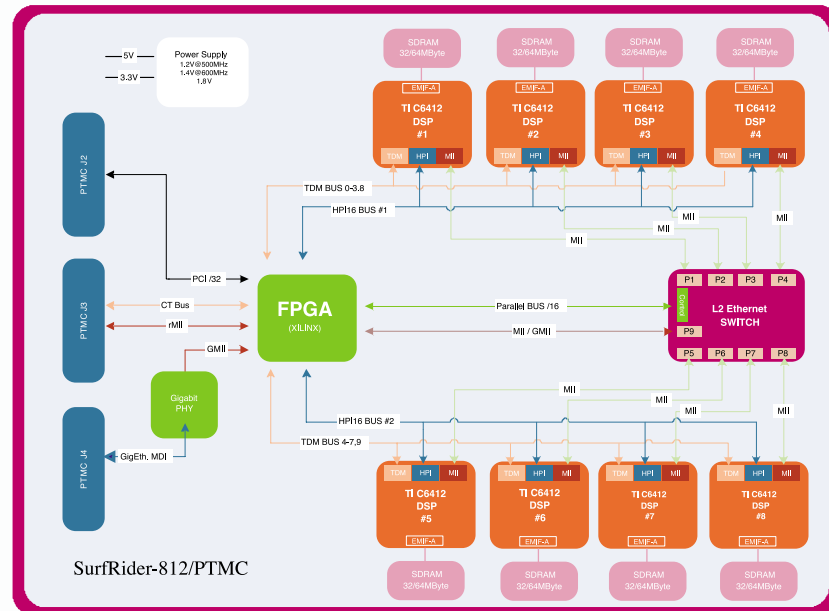 5V
3.3V
Power Supply
1.2V@500MHz
1.4V@600MHz
1.8V
SDRAM
32/64MByte
SDRAM
32/64MByte
SDRAM
32/64MByte
SDRAM
32/64MByte
EMIF-A
TI C6412
DSP
#1
TDM HPI MII
EMIF-A
TI C6412
DSP
#2
TDM HPI MII
EMIF-A
TI C6412
DSP
#3
TDM HPI MII
EMIF-A
TI C6412
DSP
#4
TDM HPI MII
PTMC J2
TDM BUS 0-3.8
HPI16 BUS #1
MII
MII
MII
MII
PCI /32
PTMC J3
CT Bus
rMII
GMII
FPGA
(XILINX)
Parallel BUS /16
MII / GMII
P1 P2 P3 P4
Control
L2 Ethernet
SWITCH
P9
P5 P6 P7 P8
Gigabit
PHY
PTMC J4
GigEth, MDI
HPI16 BUS #2
TDM BUS 4-7,9
MII
MII
MII
MII
TDM HPI MII
TI C6412
DSP
#5
EMIF-A
TDM HPI MII
TI C6412
DSP
#6
EMIF-A
TDM HPI MII
TI C6412
DSP
#7
EMIF-A
TDM HPI MII
TI C6412
DSP
#8
EMIF-A
SDRAM
32/64MByte
SDRAM
32/64MByte
SDRAM
32/64MByte
SDRAM
32/64MByte
SurfRider-812/PTMC